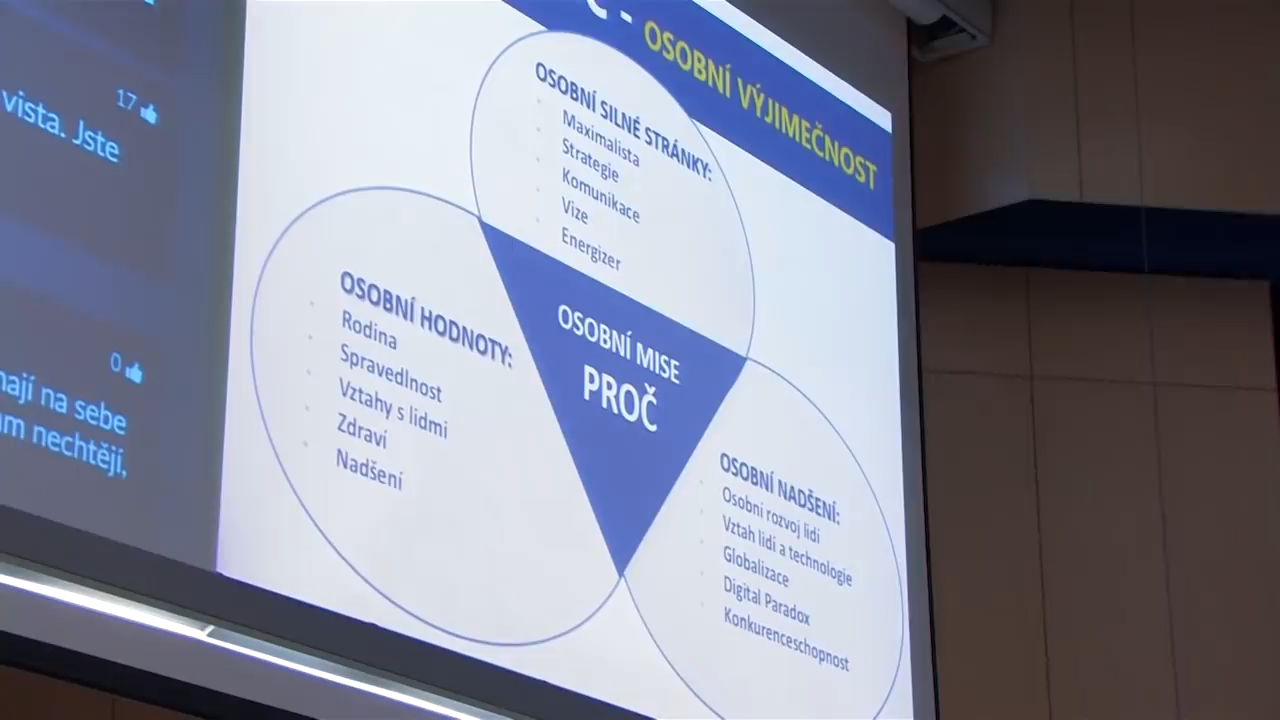 17
vista. Jste
0
na sebe
nechtějí,
- OSOBNÍ VÝJIMEČNOST
OSOBNÍ SILNÉ STRÁNKY:
Maximalista
Strategie
Komunikace
Vize
Energizer
OSOBNÍ HODNOTY:
Rodina
Spravedlnost
Vztahy s lidmi
Zdraví
Nadšení
OSOBNÍ MISE
PROČ
OSOBNÍ NADŠENÍ:
Osobní rozvoj lidí
Vztah lidí a technologie
Globalizace
Digital Paradox
Konkurenceschopnost